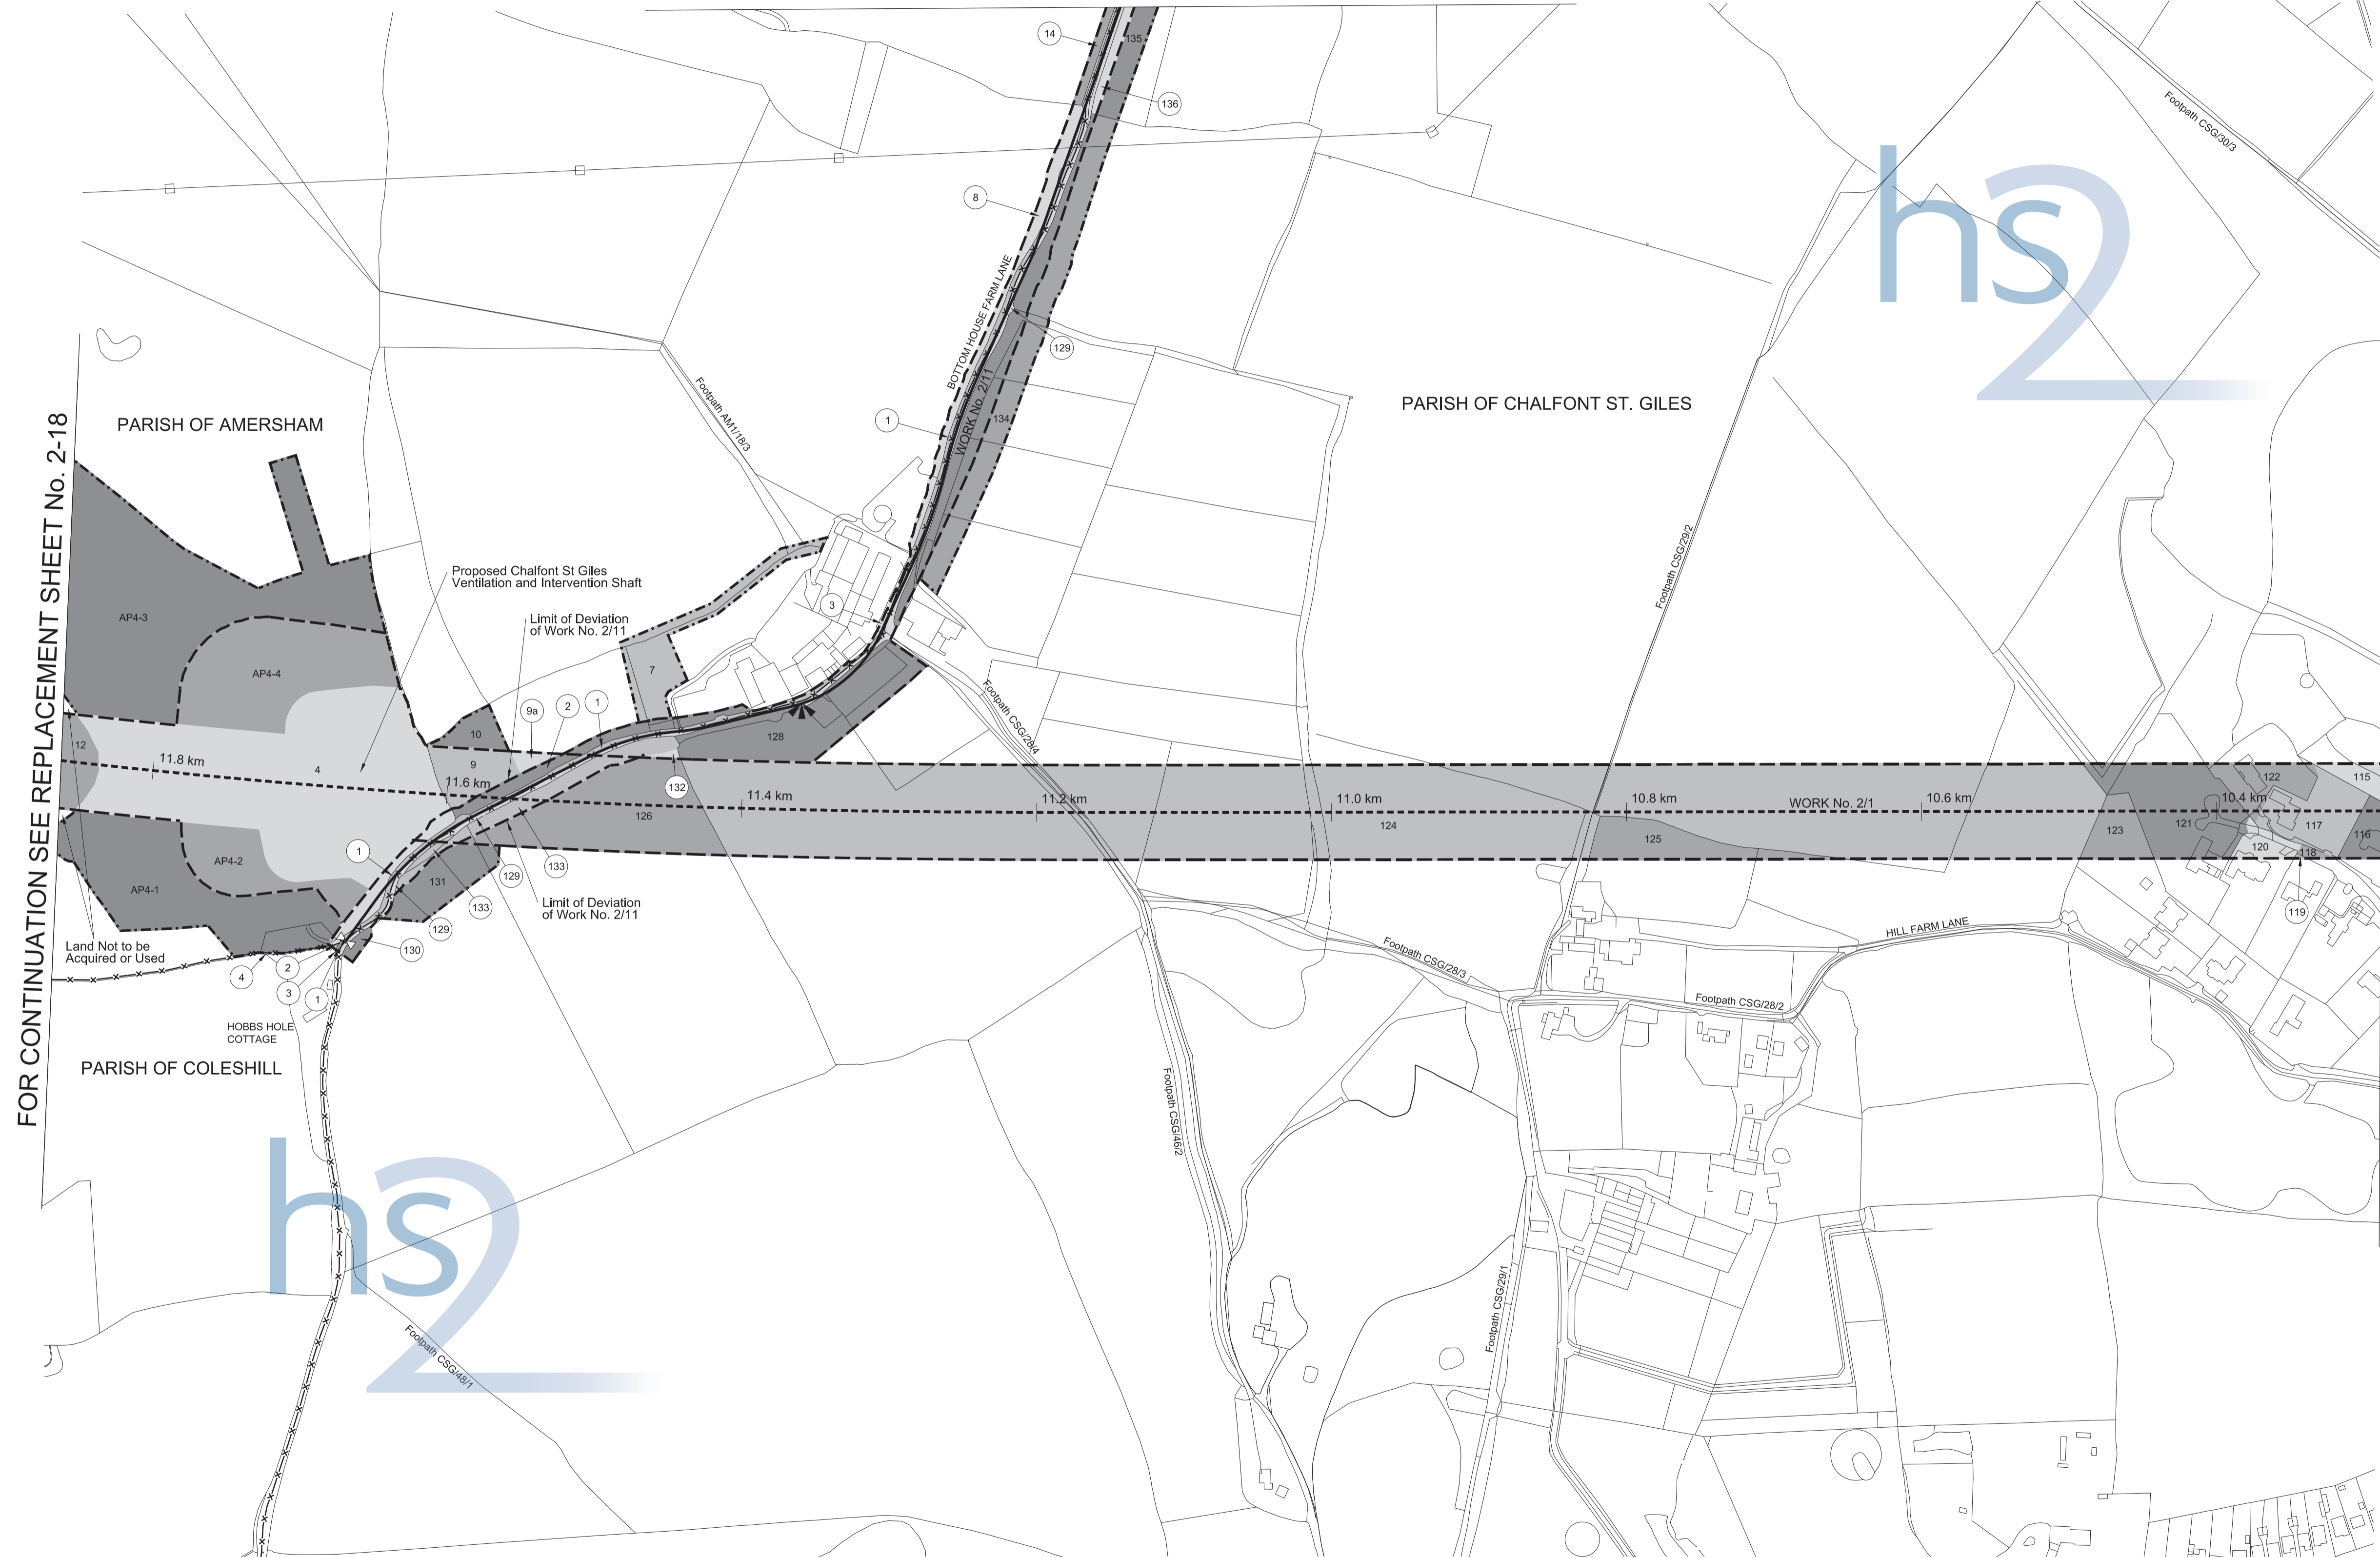 14
135
136
Footpath CSG/30/3
hs2
8
BOTTOM HOUSE FARM LANE
129
Footpath AM1/18/3
WORK No. 2/11
134
1
PARISH OF AMERSHAM
PARISH OF CHALFONT ST. GILES
FOR CONTINUATION SEE REPLACEMENT SHEET No. 2-18
Proposed Chalfont St Giles
Ventilation and Intervention Shaft
Limit of Deviation
of Work No. 2/11
Footpath CSG/29/2
3
AP4-3
AP4-4
7
9a
2
1
Footpath CSG/28/4
10
9
128
12
11.8 km
4
11.6 km
132
126
11.4 km
11.2 km
11.0 km
124
10.8 km
WORK No. 2/1
10.6 km
10.4 km
122
115
125
123
121
117
116
120
118
119
1
AP4-2
AP4-1
131
133
129
133
129
130
Limit of Deviation
of Work No. 2/11
Land Not to be
Acquired or Used
4
2
3
1
HOBBS HOLE
COTTAGE
PARISH OF COLESHILL
Footpath CSG/28/3
HILL FARM LANE
Footpath CSG/28/2
Footpath CSG/46/2
hs2
Footpath CSG/29/1
Footpath CSG/48/1